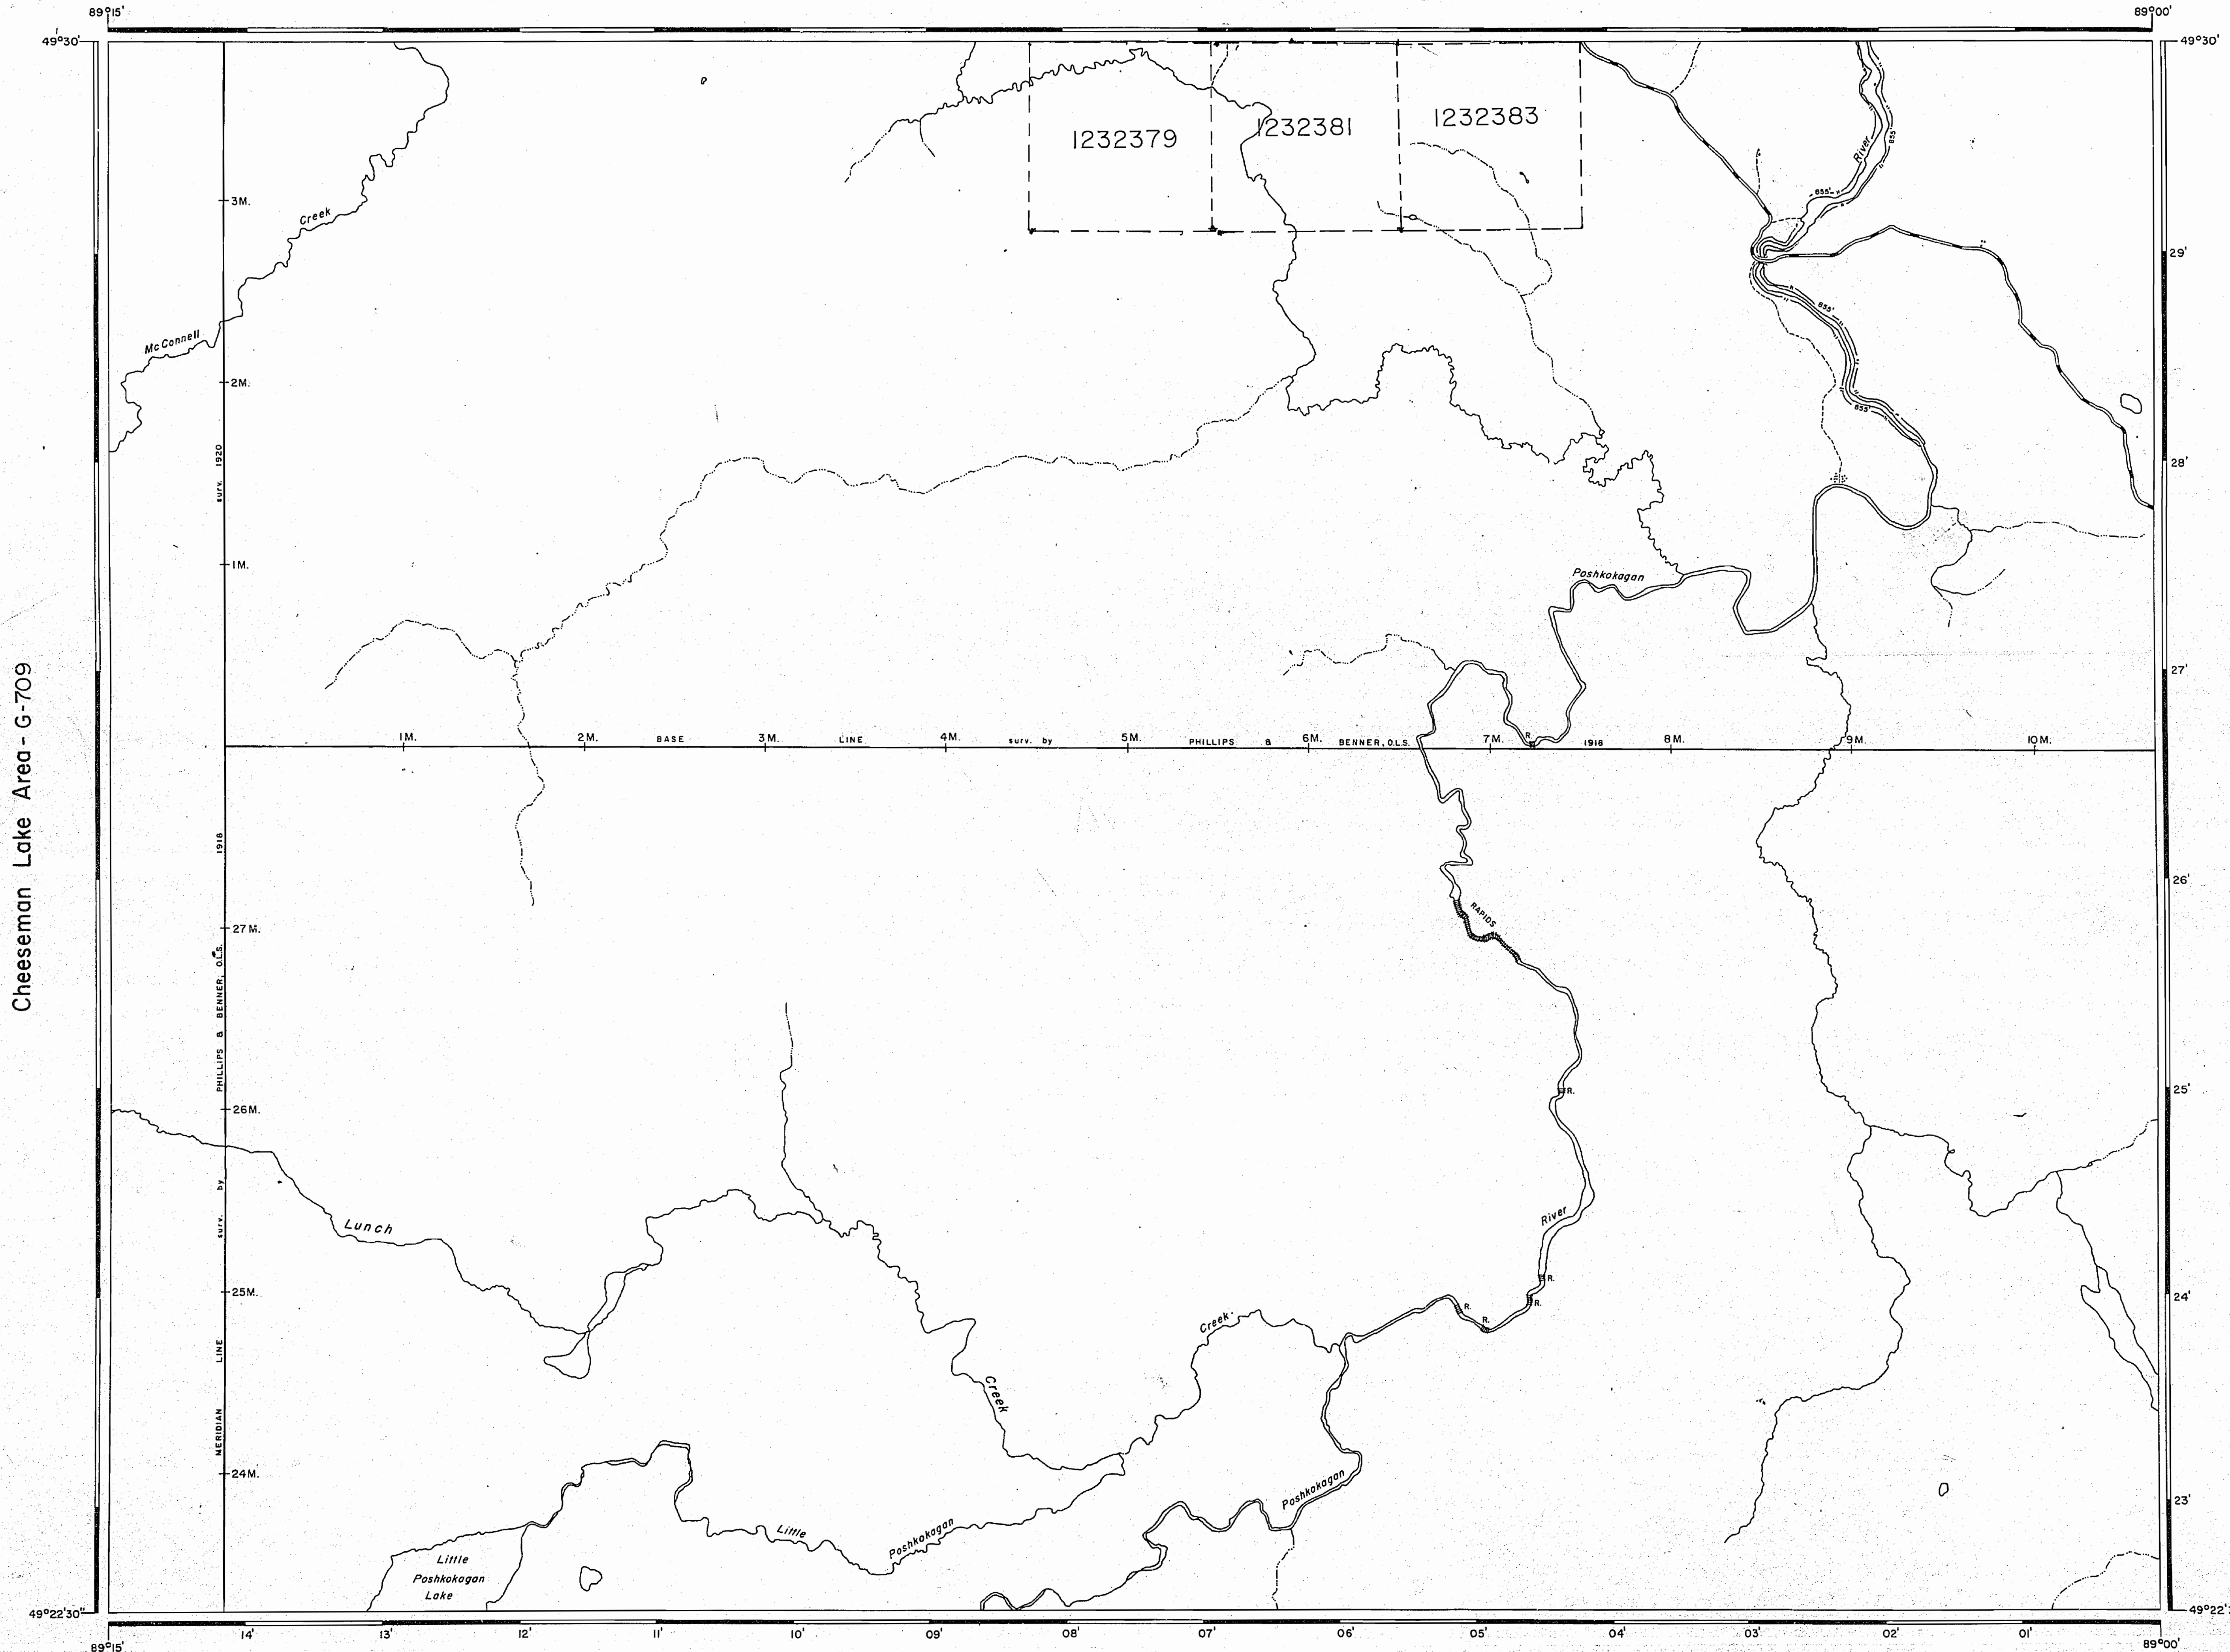 89°15'
89°00'
49°30'
49°30'
1232379
1232381
1232383
River
855'
855'
3M.
Creek
29'
855'
McConnell
2M.
855'
surv. 1920
28'
1M.
Poshkokagan
27'
Cheeseman Lake Area - G-709
1M. 2M. BASE 3M. LINE 4M. surv. by 5M. PHILLIPS & 6M. BENNER, O.L.S. 7M. R. 1918 8M. 9M. 10M.
26'
RAPIDS
27M.
MERIDIAN LINE surv. by PHILLIPS & BENNER, O.L.S. 1918
25'
R.
26M.
Lunch
River
R.
25M.
24'
R.
R.
R.
Creek
Creek
24M.
Poshkokagan
23'
Little
Poshkokagan
Little
Poshkokagan
Lake
49°22'30"
14' 13' 12' 11' 10' 09' 08' 07' 06' 05' 04' 03' 02' 01'
89°15'
89°00'